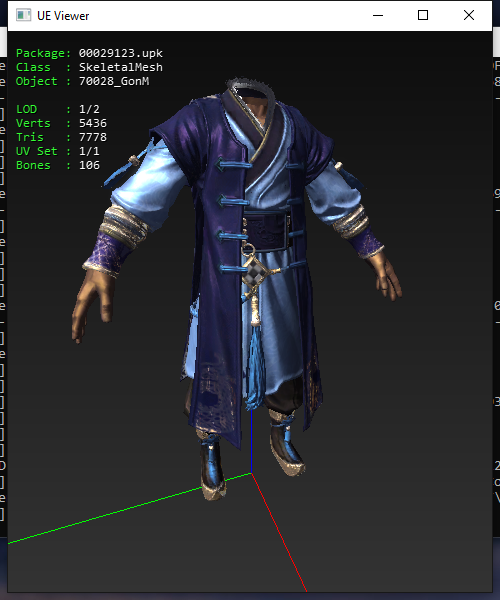 UE Viewer
Package: 00029123.upk
Class  : SkeletalMesh
Object : 70028_GonM
LOD    : 1/2
Verts  : 5436
Tris   : 7778
UV Set : 1/1
Bones  : 106